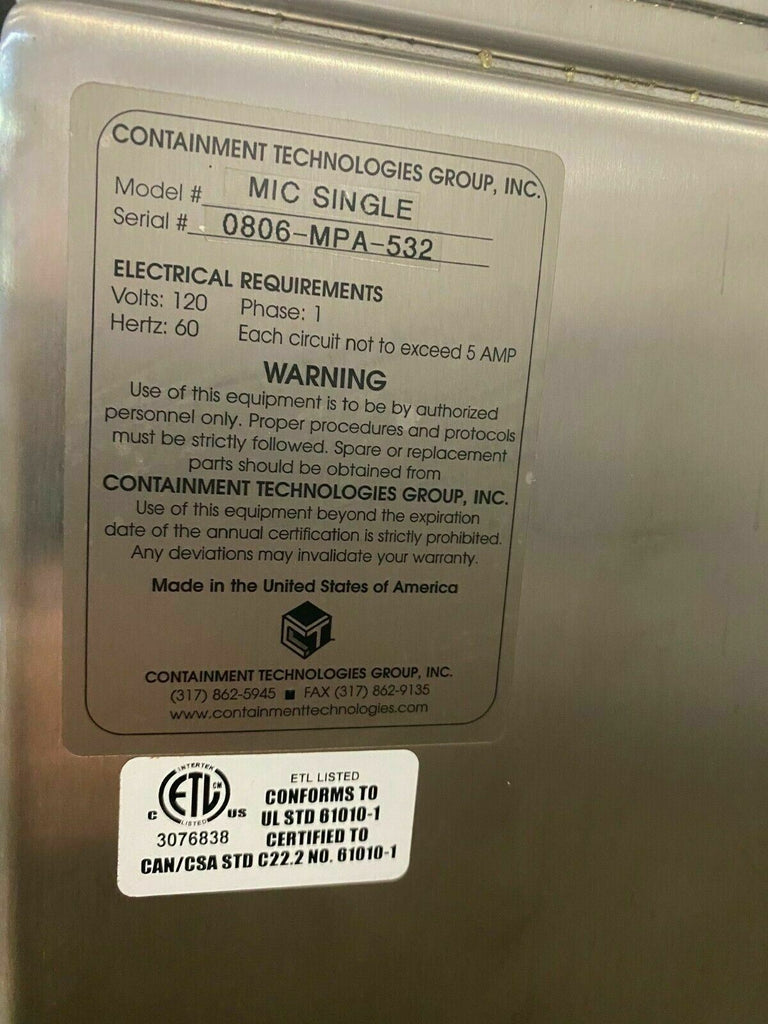 CONTAINMENT TECHNOLOGIES GROUP, INC.
Model # MIC SINGLE
Serial # 0806-MPA-532
ELECTRICAL REQUIREMENTS
Volts: 120 Phase: 1
Hertz: 60 Each circuit not to exceed 5 AMP
WARNING
Use of this equipment is to be by authorized
personnel only. Proper procedures and protocols
must be strictly followed. Spare or replacement
parts should be obtained from
CONTAINMENT TECHNOLOGIES GROUP, INC.
Use of this equipment beyond the expiration
date of the annual certification is strictly prohibited.
Any deviations may invalidate your warranty.
Made in the United States of America
CT
CONTAINMENT TECHNOLOGIES GROUP, INC.
(317) 862-5945 ■ FAX (317) 862-9135
www.containmenttechnologies.com
INTERTEK
ETL CM
C US
LISTED
3076838
ETL LISTED
CONFORMS TO
UL STD 61010-1
CERTIFIED TO
CAN/CSA STD C22.2 NO. 61010-1